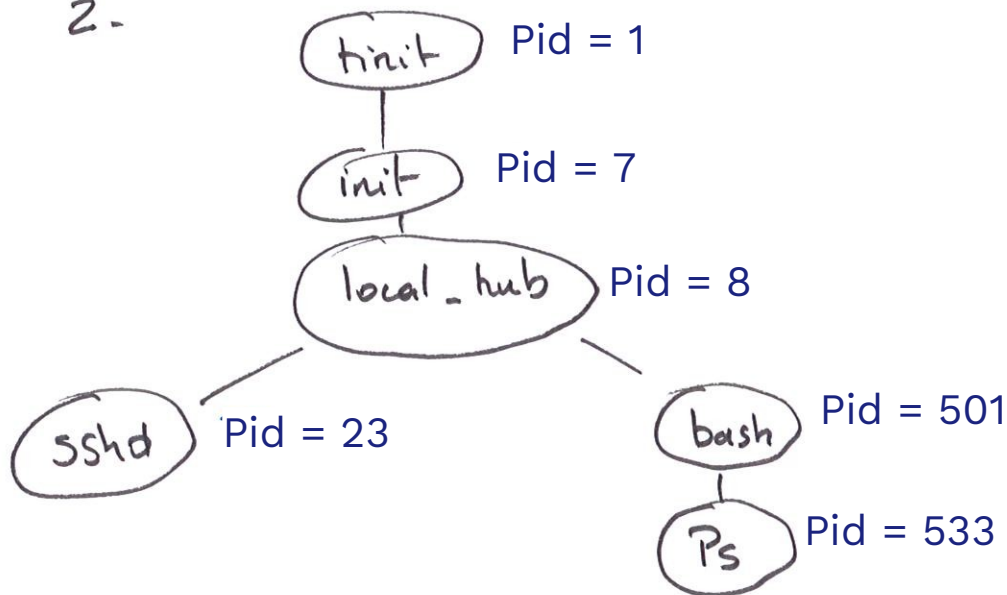 2-
tinit Pid = 1
init Pid = 7
local_hub Pid = 8
sshd Pid = 23
bash Pid = 501
Ps Pid = 533